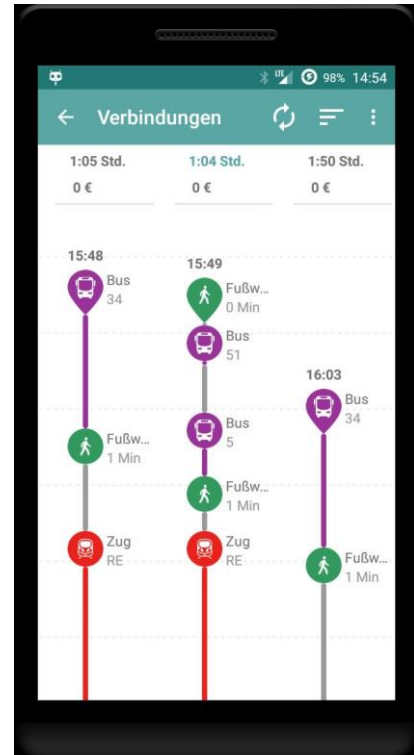 LTE 98% 14:54
Verbindungen
1:05 Std. 1:04 Std. 1:50 Std.
0 € 0 € 0 €
15:48
Bus
34
Fußw...
1 Min
Zug
RE
15:49
Fußw...
0 Min
Bus
51
Bus
5
Fußw...
1 Min
Zug
RE
16:03
Bus
34
Fußw...
1 Min